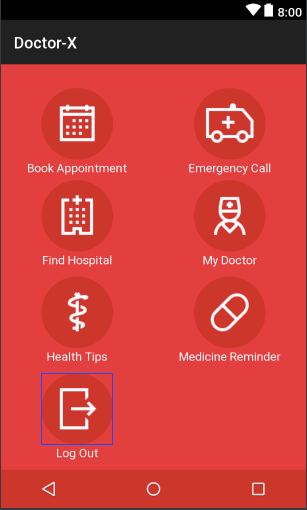 8:00
Doctor-X
Book Appointment
Emergency Call
Find Hospital
My Doctor
Health Tips
Medicine Reminder
Log Out